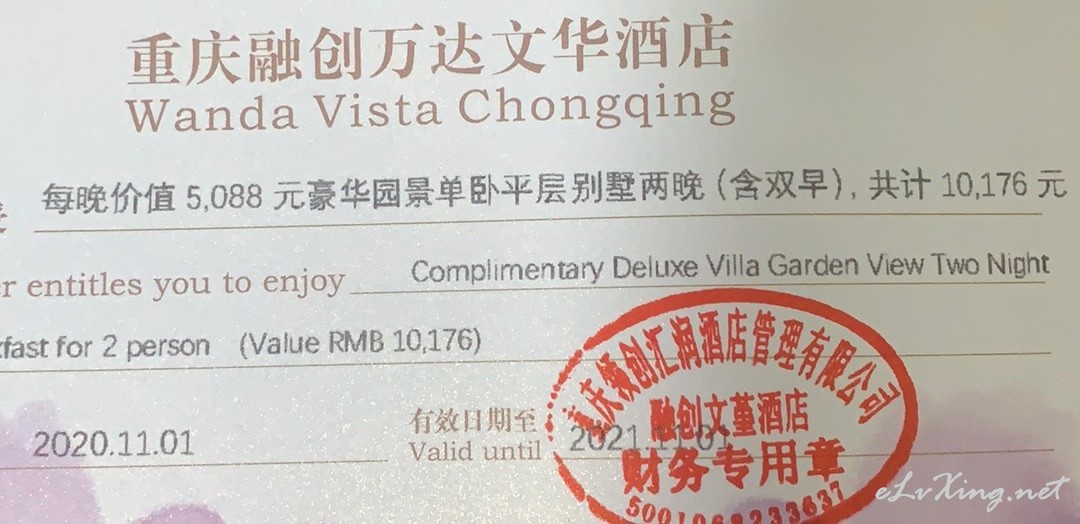 重庆融创万达文华酒店
Wanda Vista Chongqing
每晚价值 5,088 元豪华园景单卧平层别墅两晚（含双早），共计 10,176 元
entitles you to enjoy Complimentary Deluxe Villa Garden View Two Night
for 2 person (Value RMB 10,176)
有效日期至
2020.11.01 Valid until 2021.11.01
庆领创汇润酒店管理有限公司
融创文堇酒店
财务专用章
5001068233637
eLvXing.net